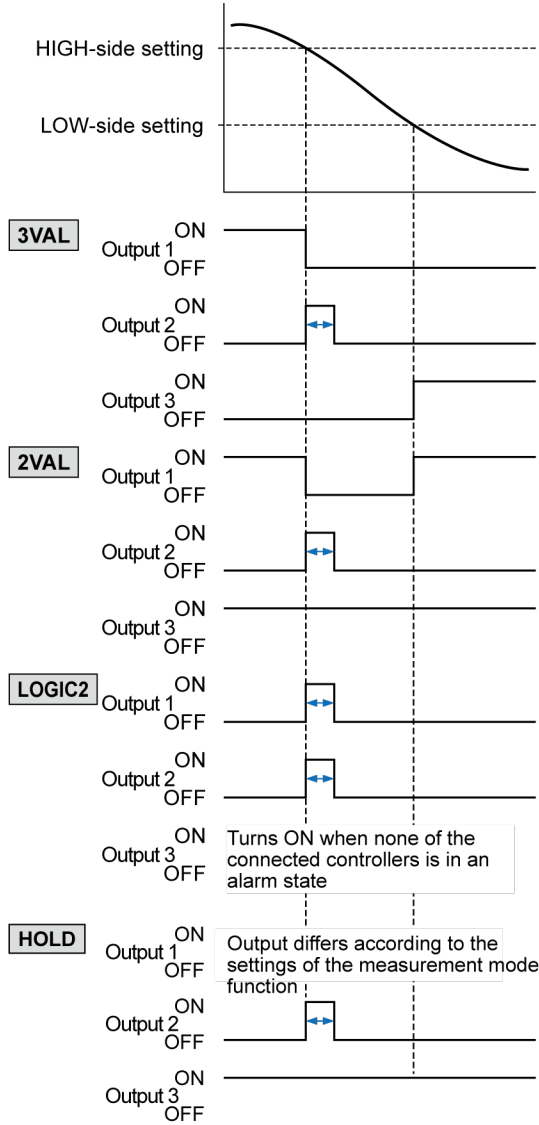 HIGH-side setting
LOW-side setting
3VAL
ON
Output 1
OFF
ON
Output 2
OFF
ON
Output 3
OFF
2VAL
ON
Output 1
OFF
ON
Output 2
OFF
ON
Output 3
OFF
LOGIC2
ON
Output 1
OFF
ON
Output 2
OFF
ON
Output 3
OFF
Turns ON when none of the
connected controllers is in an
alarm state
HOLD
ON
Output 1
OFF
Output differs according to the
settings of the measurement mode
function
ON
Output 2
OFF
ON
Output 3
OFF